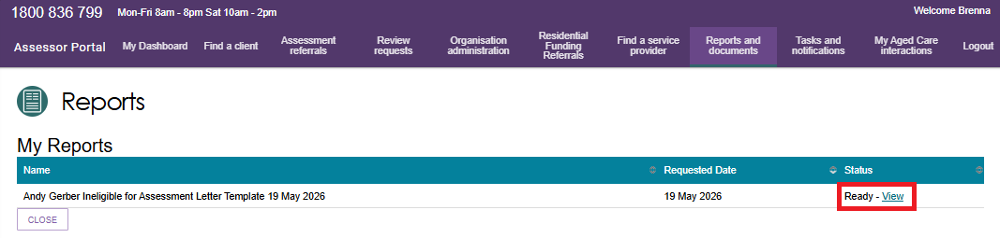 1800 836 799 Mon-Fri 8am - 8pm Sat 10am - 2pm Welcome Brenna
Assessor Portal
My Dashboard
Find a client
Assessment
referrals
Review
requests
Organisation
administration
Residential
Funding
Referrals
Find a service
provider
Reports and
documents
Tasks and
notifications
My Aged Care
interactions
Logout
Reports
My Reports
Name Requested Date Status
Andy Gerber Ineligible for Assessment Letter Template 19 May 2026 19 May 2026 Ready - View
CLOSE